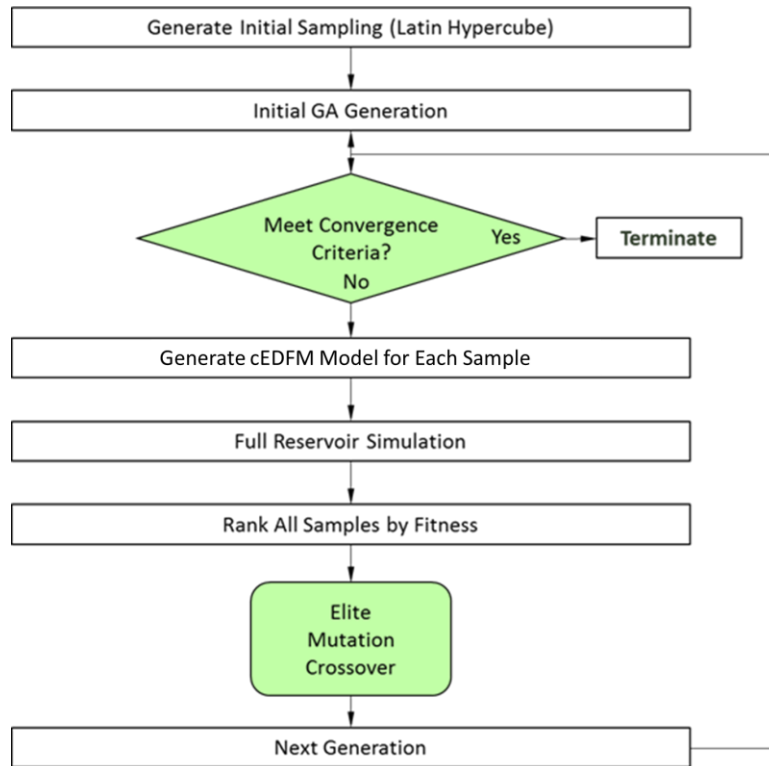 Generate Initial Sampling (Latin Hypercube)
Initial GA Generation
Meet Convergence
Criteria?
Yes
No
Terminate
Generate cEDFM Model for Each Sample
Full Reservoir Simulation
Rank All Samples by Fitness
Elite
Mutation
Crossover
Next Generation